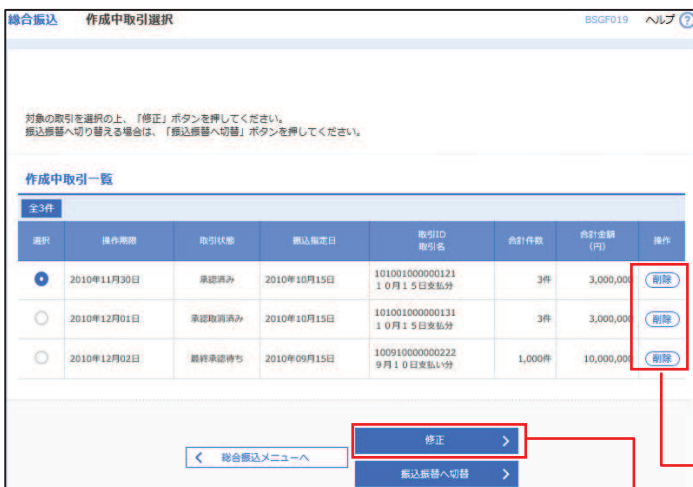 総合振込 作成中取引選択 BSGF019 ヘルプ ?
対象の取引を選択の上、「修正」ボタンを押してください。
振込振替へ切り替える場合は、「振込振替へ切替」ボタンを押してください。
作成中取引一覧
全3件
選択 操作期限 取引状態 振込指定日 取引ID 取引名 合計件数 合計金額 (円) 操作
2010年11月30日 承認済み 2010年10月15日 101001000000121 3件 3,000,000 削除
10月15日支払分
2010年12月01日 承認取消済み 2010年10月15日 101001000000131 3件 3,000,000 削除
10月15日支払分
2010年12月02日 最終承認待ち 2010年09月15日 100910000000222 1,000件 10,000,000 削除
9月10日支払い分
修正
総合振込メニューへ
振込振替へ切替